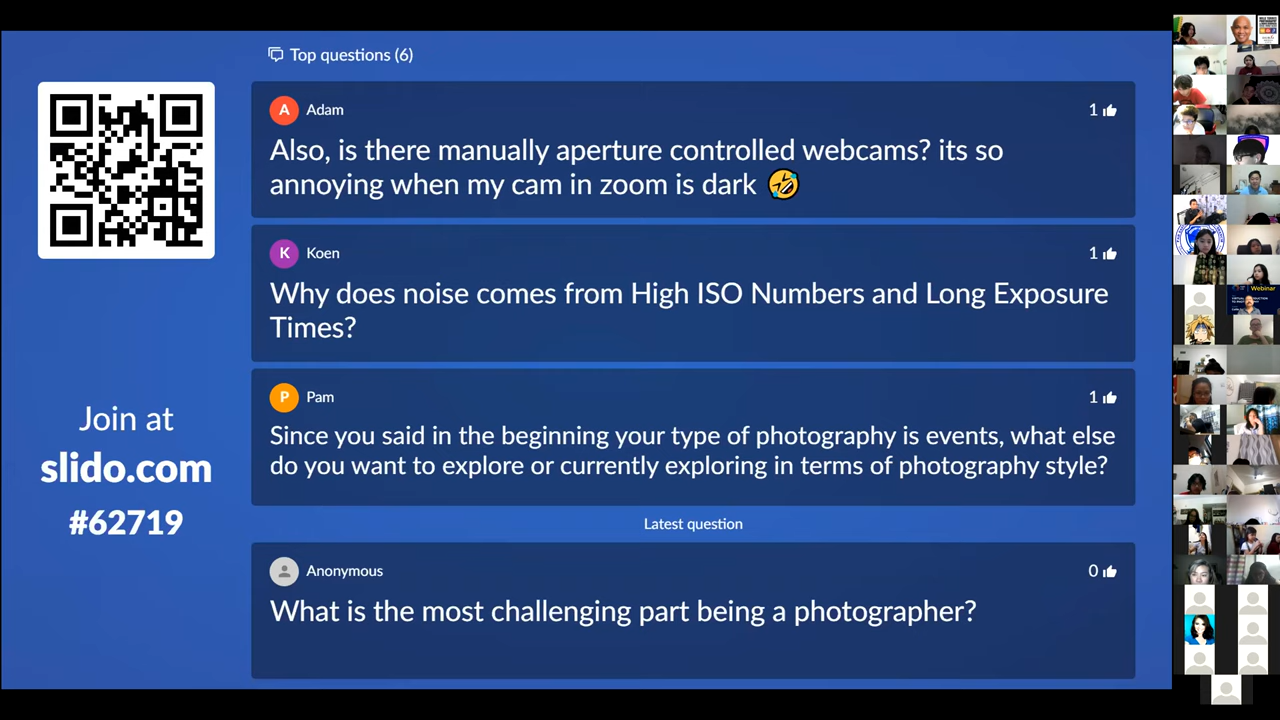 Top questions (6)
A Adam 1
Also, is there manually aperture controlled webcams? its so
annoying when my cam in zoom is dark 🤣
K Koen 1
Why does noise comes from High ISO Numbers and Long Exposure
Times?
P Pam 1
Since you said in the beginning your type of photography is events, what else
do you want to explore or currently exploring in terms of photography style?
Latest question
Anonymous 0
What is the most challenging part being a photographer?
Join at
slido.com
#62719
Webinar